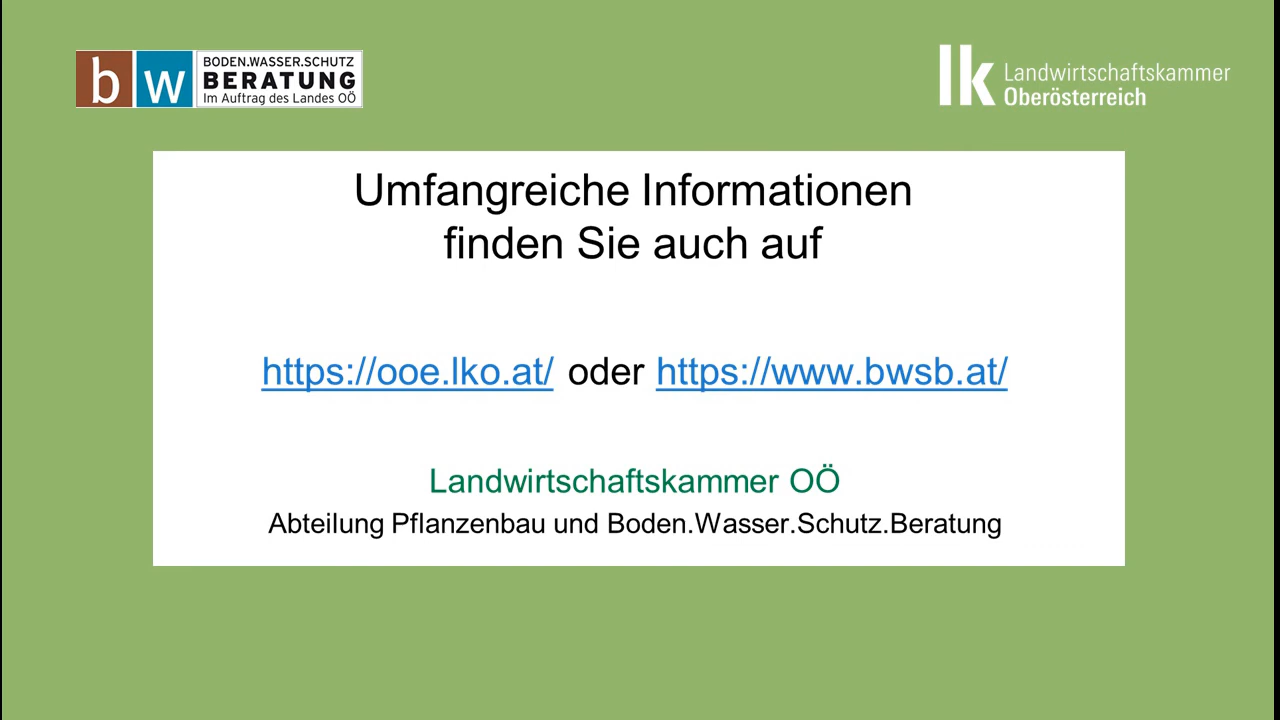 b w
BODEN.WASSER.SCHUTZ
BERATUNG
Im Auftrag des Landes OÖ
lk Landwirtschaftskammer
Oberösterreich
Umfangreiche Informationen
finden Sie auch auf
https://ooe.lko.at/ oder https://www.bwsb.at/
Landwirtschaftskammer OÖ
Abteilung Pflanzenbau und Boden.Wasser.Schutz.Beratung